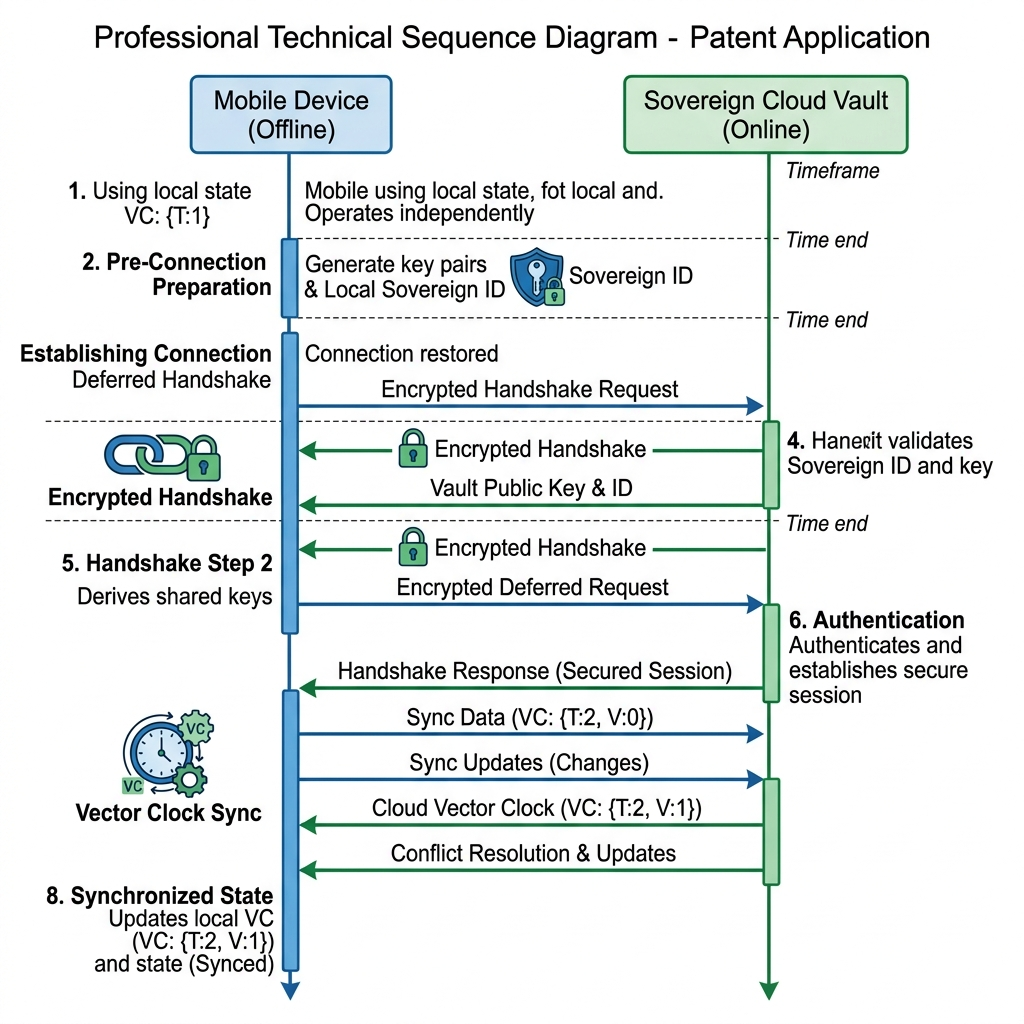 Professional Technical Sequence Diagram - Patent Application
Mobile Device
(Offline)
Sovereign Cloud Vault
(Online)
Timeframe
1. Using local state
VC: {T:1}
Mobile using local state, fot local and.
Operates independently
Time end
2. Pre-Connection
Preparation
Generate key pairs
& Local Sovereign ID
Sovereign ID
Time end
Establishing Connection
Deferred Handshake
Connection restored
Encrypted Handshake Request
Encrypted Handshake
4. validates
Sovereign ID and key
Encrypted Handshake
Vault Public Key & ID
Time end
5. Handshake Step 2
Derives shared keys
Encrypted Handshake
Encrypted Deferred Request
6. Authentication
Authenticates and
establishes secure
session
Handshake Response (Secured Session)
Sync Data (VC: {T:2, V:0})
VC
VC
Vector Clock Sync
Sync Updates (Changes)
Cloud Vector Clock (VC: {T:2, V:1})
Conflict Resolution & Updates
8. Synchronized State
Updates local VC
(VC: {T:2, V:1})
and state (Synced)